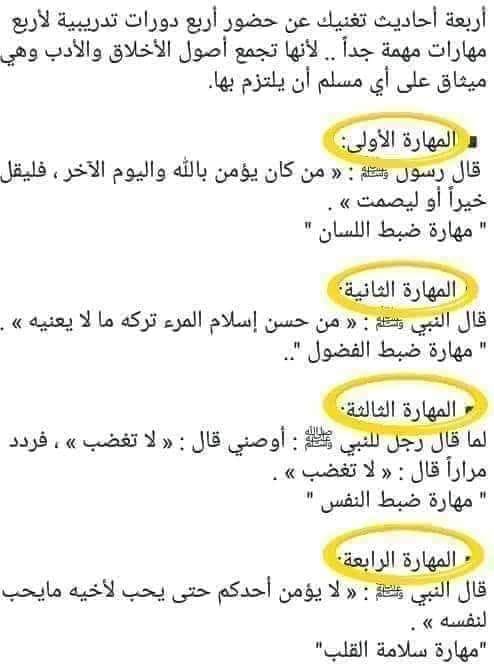 أربعة أحاديث تغنيك عن حضور أربع دورات تدريبية لأربع
مهارات مهمة جداً .. لأنها تجمع أصول الأخلاق والأدب وهي
ميثاق على أي مسلم أن يلتزم بها.
▪ المهارة الأولى:
قال رسول ﷺ : « من كان يؤمن بالله واليوم الآخر ، فليقل
خيراً أو ليصمت » .
" مهارة ضبط اللسان "
▪ المهارة الثانية:
قال النبي ﷺ : « من حسن إسلام المرء تركه ما لا يعنيه » .
" مهارة ضبط الفضول "..
▪ المهارة الثالثة:
لما قال رجل للنبي ﷺ : أوصني قال : « لا تغضب » ، فردد
مراراً قال : « لا تغضب » .
" مهارة ضبط النفس "
▪ المهارة الرابعة:
قال النبي ﷺ : « لا يؤمن أحدكم حتى يحب لأخيه مايحب
لنفسه » .
"مهارة سلامة القلب"